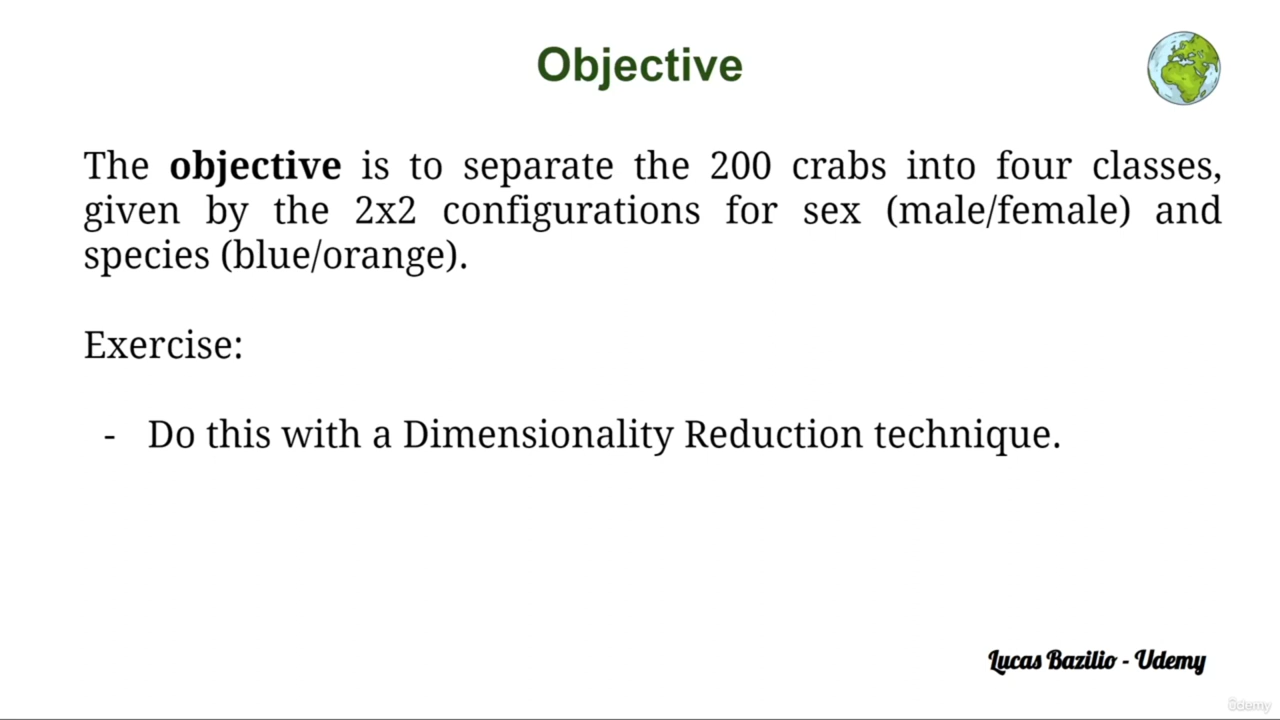 Objective
The objective is to separate the 200 crabs into four classes,
given by the 2x2 configurations for sex (male/female) and
species (blue/orange).
Exercise:
- Do this with a Dimensionality Reduction technique.
Lucas Bazilio - Udemy
ûdemy